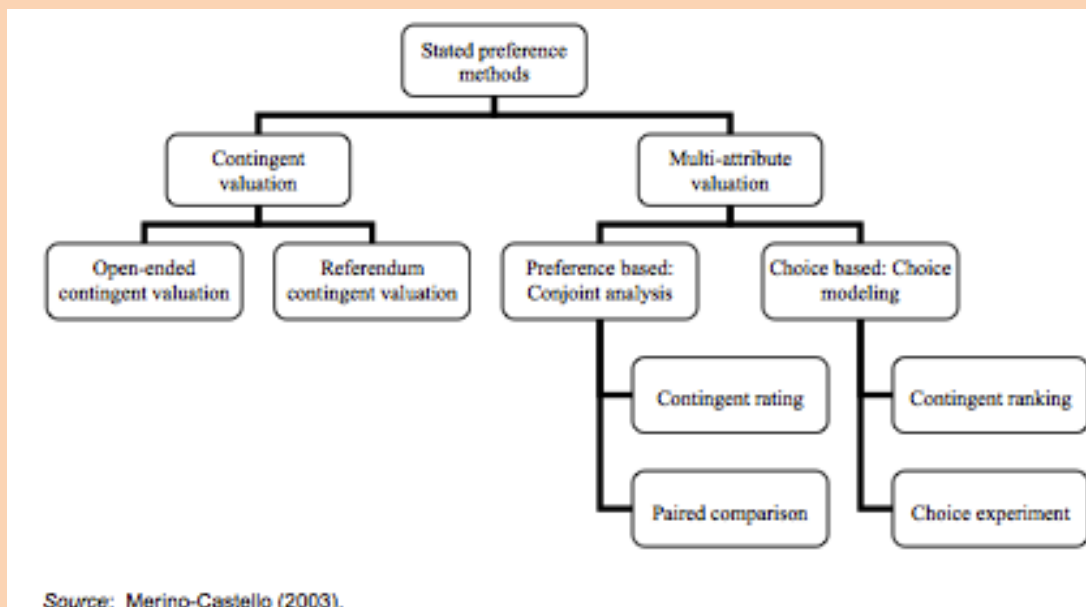 Stated preference
methods
Contingent
valuation
Multi-attribute
valuation
Open-ended
contingent valuation
Referendum
contingent valuation
Preference based:
Conjoint analysis
Choice based: Choice
modeling
Contingent rating
Contingent ranking
Paired comparison
Choice experiment
Source: Merino-Castello (2003).